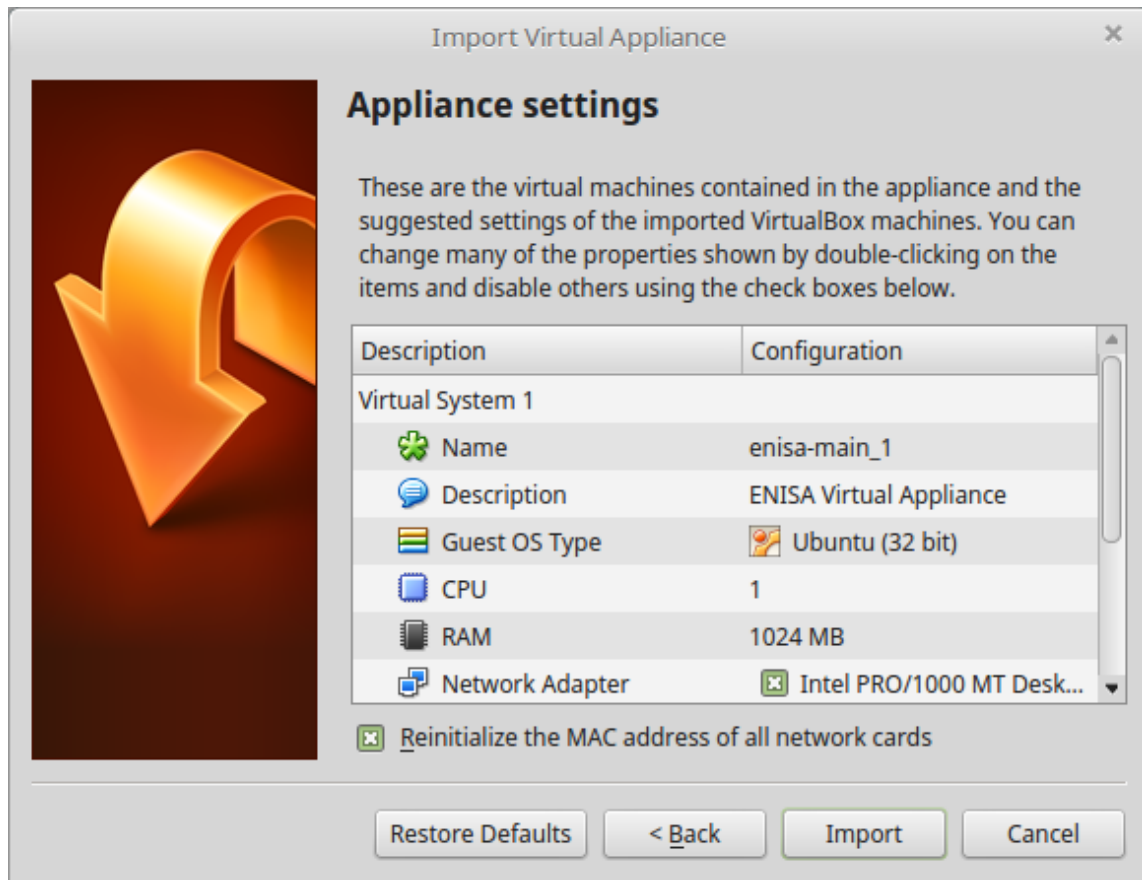 Import Virtual Appliance
Appliance settings
These are the virtual machines contained in the appliance and the
suggested settings of the imported VirtualBox machines. You can
change many of the properties shown by double-clicking on the
items and disable others using the check boxes below.
Description Configuration
Virtual System 1
Name enisa-main_1
Description ENISA Virtual Appliance
Guest OS Type Ubuntu (32 bit)
CPU 1
RAM 1024 MB
Network Adapter Intel PRO/1000 MT Desk...
Reinitialize the MAC address of all network cards
Restore Defaults < Back Import Cancel